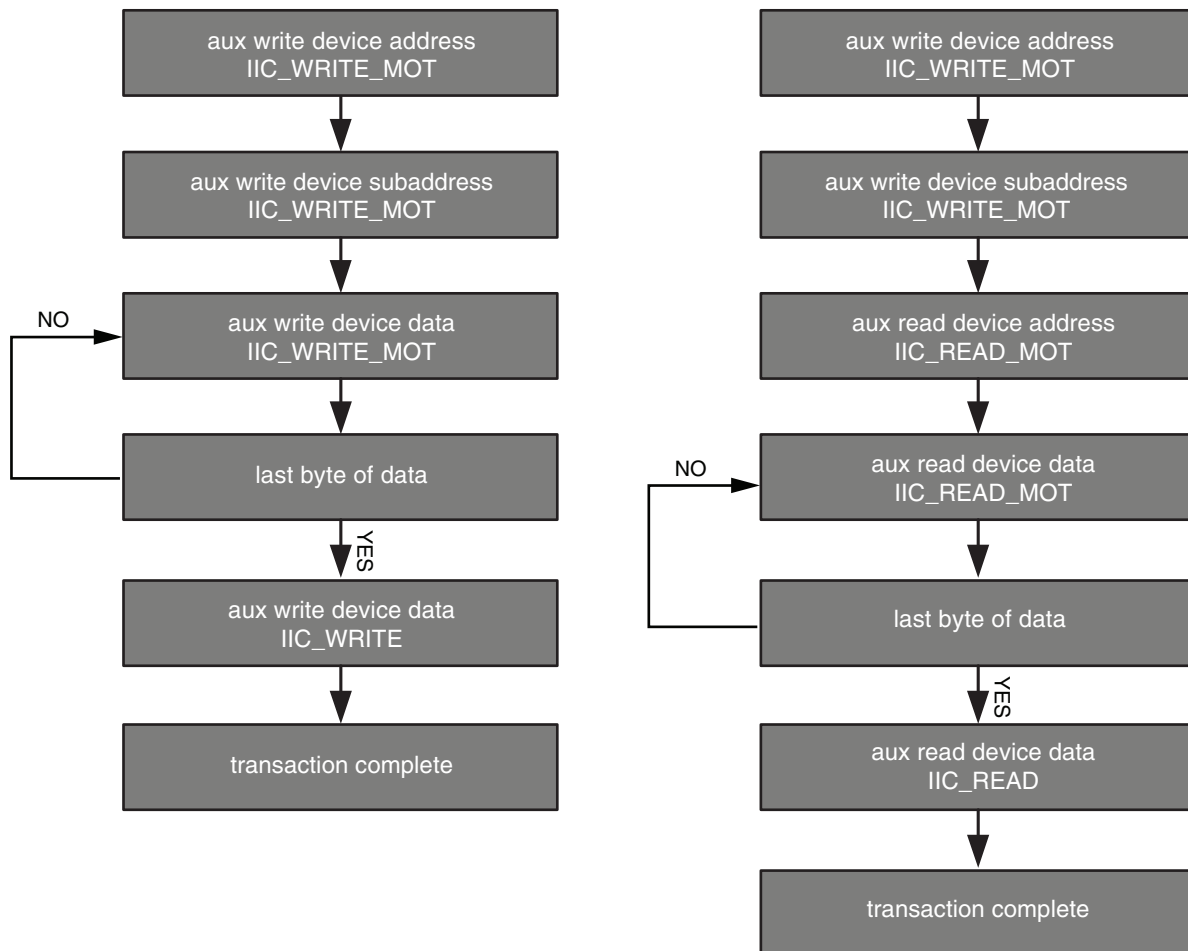 aux write device address
IIC_WRITE_MOT
aux write device subaddress
IIC_WRITE_MOT
NO
aux write device data
IIC_WRITE_MOT
last byte of data
YES
aux write device data
IIC_WRITE
transaction complete
aux write device address
IIC_WRITE_MOT
aux write device subaddress
IIC_WRITE_MOT
aux read device address
IIC_READ_MOT
NO
aux read device data
IIC_READ_MOT
last byte of data
YES
aux read device data
IIC_READ
transaction complete